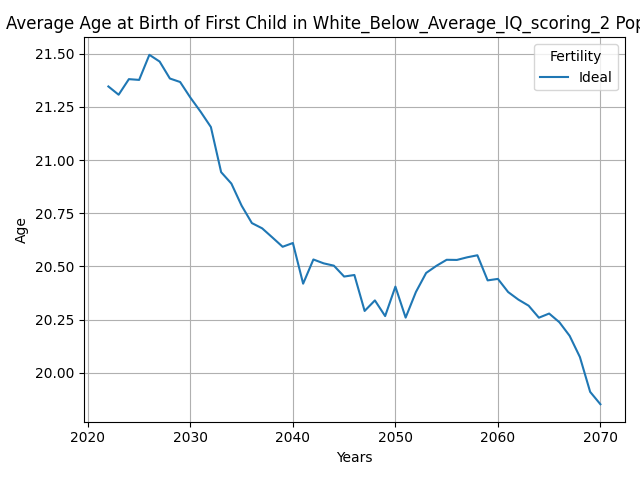 Average Age at Birth of First Child in White_Below_Average_IQ_scoring_2 Pop
Fertility
Ideal
21.50
21.25
21.00
20.75
20.50
20.25
20.00
Age
2020 2030 2040 2050 2060 2070
Years